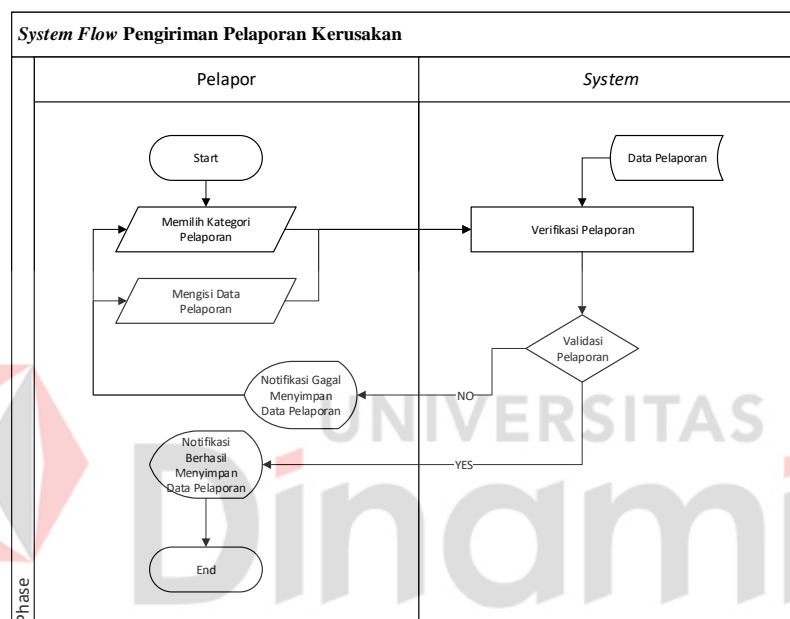 System Flow Pengiriman Pelaporan Kerusakan
Pelapor
System
Start
Data Pelaporan
Memilih Kategori
Pelaporan
Verifikasi Pelaporan
Mengisi Data
Pelaporan
Validasi
Pelaporan
Notifikasi Gagal
Menyimpan
Data Pelaporan
NO
Notifikasi
Berhasil
Menyimpan
Data Pelaporan
YES
End
Phase
UNIVERSITAS
Dinami